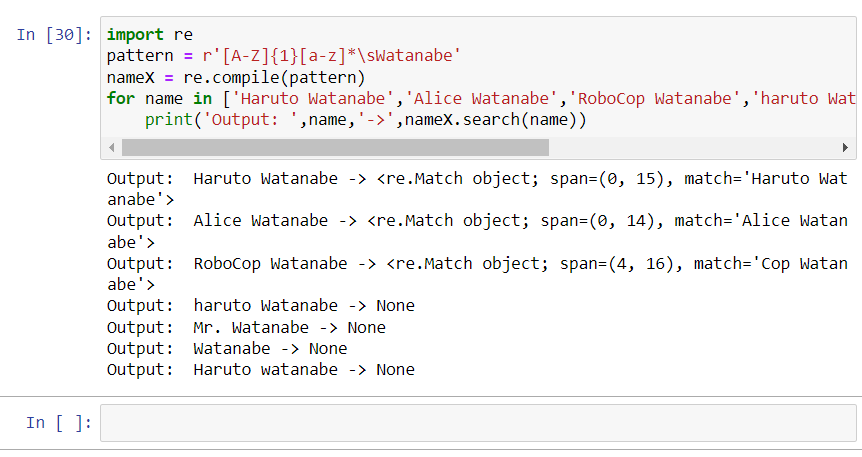 In [30]: import re
pattern = r'[A-Z]{1}[a-z]*\sWatanabe'
nameX = re.compile(pattern)
for name in ['Haruto Watanabe','Alice Watanabe','RoboCop Watanabe','haruto Wat
    print('Output: ',name,'->',nameX.search(name))
Output:  Haruto Watanabe -> <re.Match object; span=(0, 15), match='Haruto Wat
anabe'>
Output:  Alice Watanabe -> <re.Match object; span=(0, 14), match='Alice Watan
abe'>
Output:  RoboCop Watanabe -> <re.Match object; span=(4, 16), match='Cop Watan
abe'>
Output:  haruto Watanabe -> None
Output:  Mr. Watanabe -> None
Output:  Watanabe -> None
Output:  Haruto watanabe -> None
In [ ]: